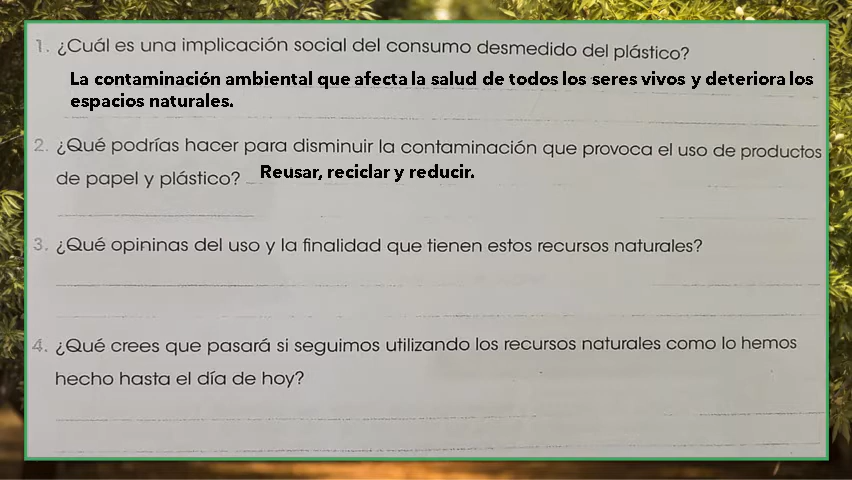 1. ¿Cuál es una implicación social del consumo desmedido del plástico?
La contaminación ambiental que afecta la salud de todos los seres vivos y deteriora los
espacios naturales.
2. ¿Qué podrías hacer para disminuir la contaminación que provoca el uso de productos
de papel y plástico? Reusar, reciclar y reducir.
3. ¿Qué opininas del uso y la finalidad que tienen estos recursos naturales?
4. ¿Qué crees que pasará si seguimos utilizando los recursos naturales como lo hemos
hecho hasta el día de hoy?